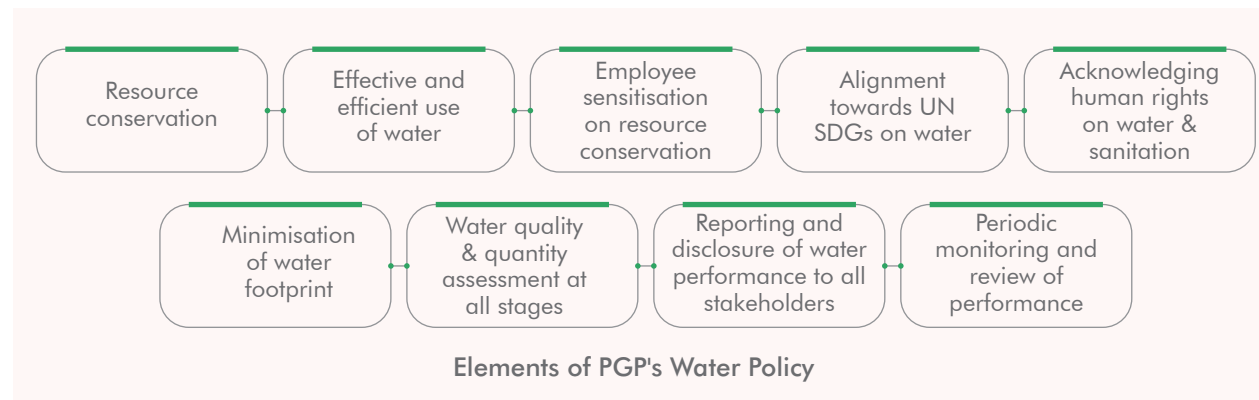 Resource
conservation
Effective and
efficient use
of water
Employee
sensitisation
on resource
conservation
Alignment
towards UN
SDGs on water
Acknowledging
human rights
on water &
sanitation
Minimisation
of water
footprint
Water quality
& quantity
assessment at
all stages
Reporting and
disclosure of water
performance to all
stakeholders
Periodic
monitoring and
review of
performance
Elements of PGP's Water Policy